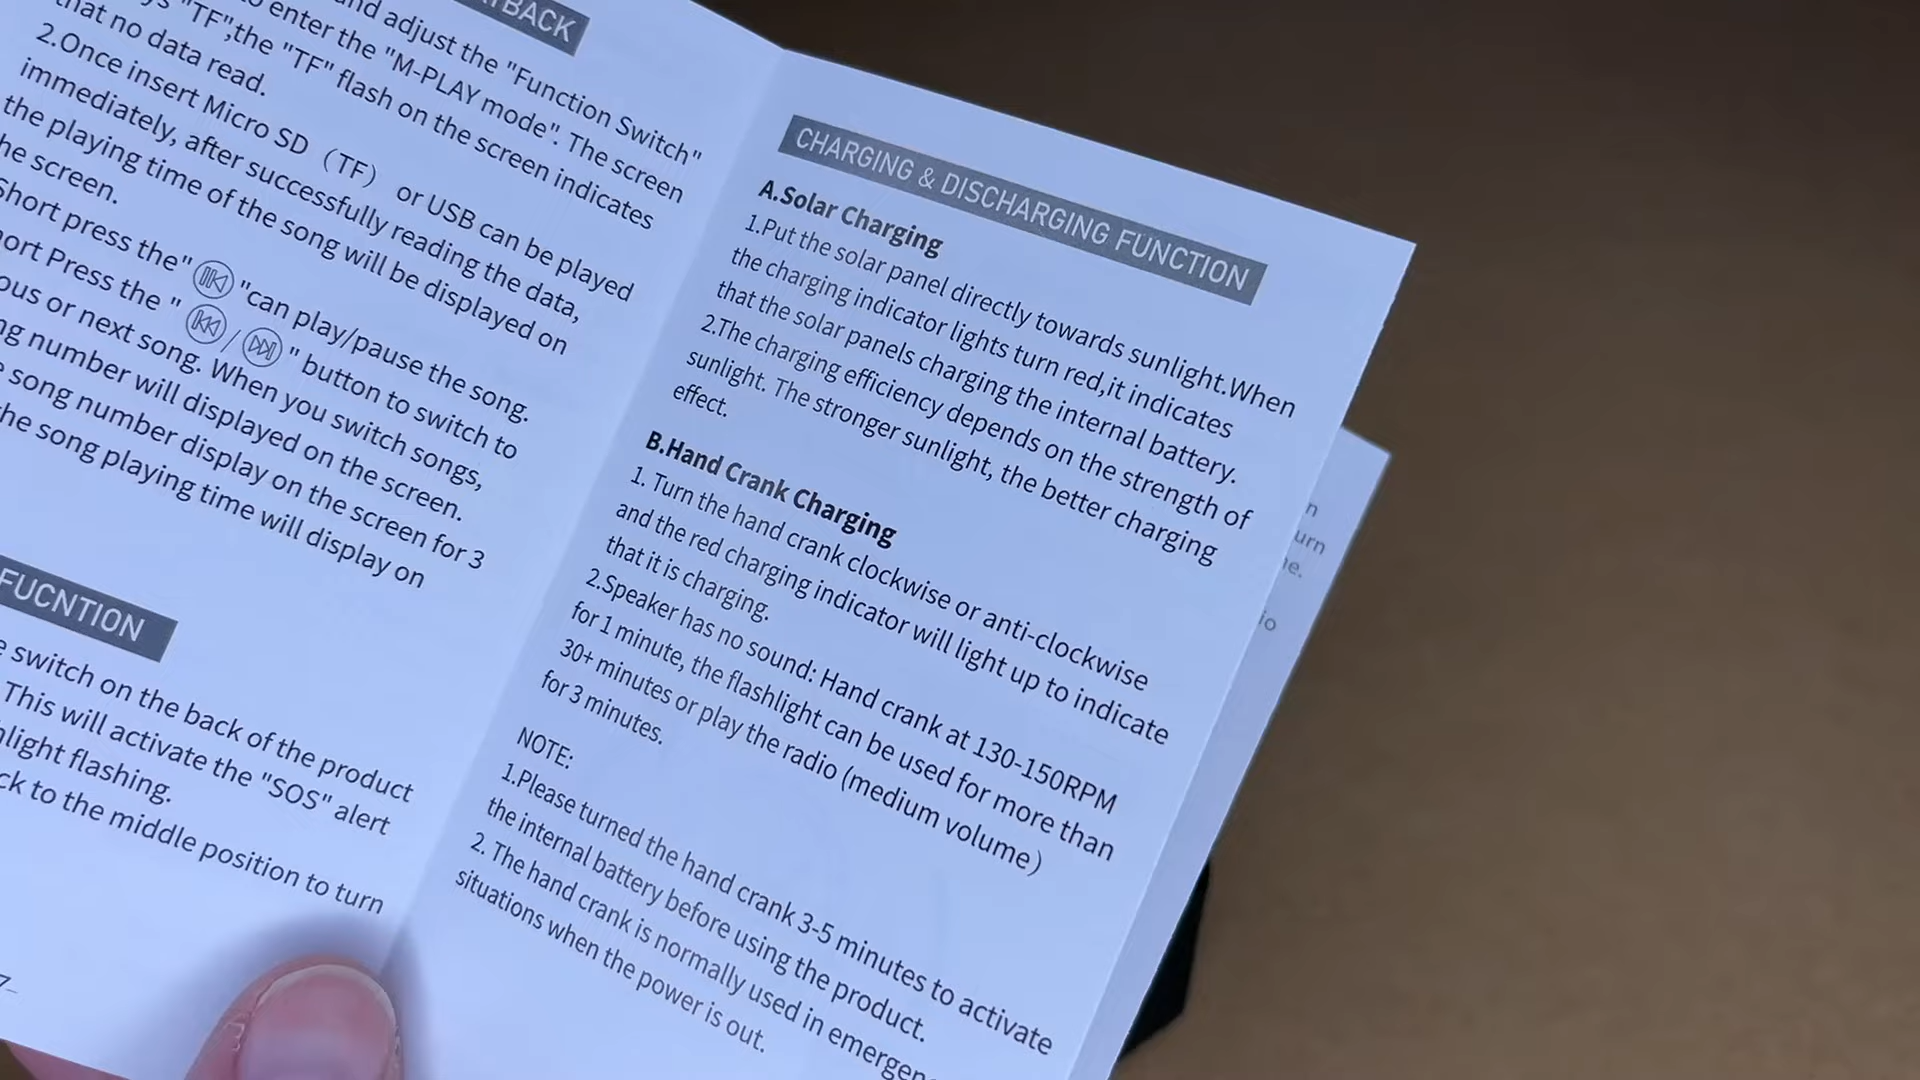 YBACK
and adjust the "Function Switch"
to enter the "M-PLAY mode". The screen
"TF",the "TF" flash on the screen indicates
that no data read.
2.Once insert Micro SD (TF) or USB can be played
immediately, after successfully reading the data,
the playing time of the song will be displayed on
the screen.
Short press the" "can play/pause the song.
ort Press the " / " button to switch to
ous or next song. When you switch songs,
ng number will displayed on the screen.
song number display on the screen for 3
the song playing time will display on
FUCNTION
switch on the back of the product
This will activate the "SOS" alert
light flashing.
ck to the middle position to turn
7
CHARGING & DISCHARGING FUNCTION
A.Solar Charging
1.Put the solar panel directly towards sunlight.When
the charging indicator lights turn red,it indicates
that the solar panels charging the internal battery.
2.The charging efficiency depends on the strength of
sunlight. The stronger sunlight, the better charging
effect.
B.Hand Crank Charging
1. Turn the hand crank clockwise or anti-clockwise
and the red charging indicator will light up to indicate
that it is charging.
2.Speaker has no sound: Hand crank at 130-150RPM
for 1 minute, the flashlight can be used for more than
30+ minutes or play the radio (medium volume)
for 3 minutes.
NOTE:
1.Please turned the hand crank 3-5 minutes to activate
the internal battery before using the product.
2. The hand crank is normally used in emergen
situations when the power is out.
n
urn
ne.
io